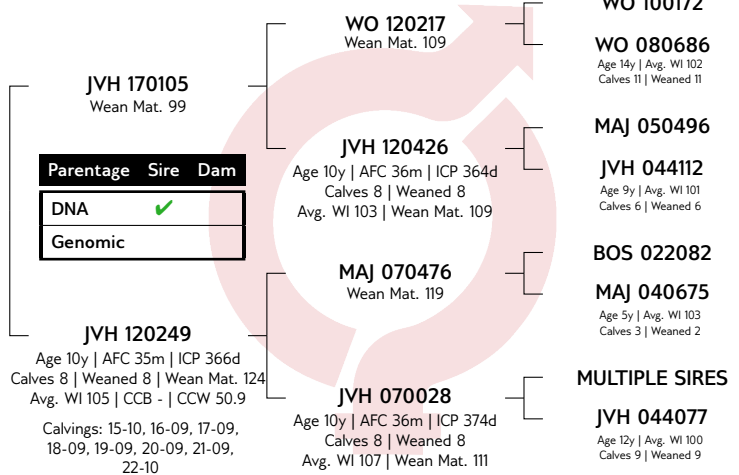 WO 100172
WO 120217
Wean Mat. 109
WO 080686
Age 14y | Avg. WI 102
Calves 11 | Weaned 11
JVH 170105
Wean Mat. 99
MAJ 050496
JVH 120426
Age 10y | AFC 36m | ICP 364d
Calves 8 | Weaned 8
Avg. WI 103 | Wean Mat. 109
JVH 044112
Age 9y | Avg. WI 101
Calves 6 | Weaned 6
Parentage Sire Dam
DNA ✔
Genomic
BOS 022082
MAJ 070476
Wean Mat. 119
MAJ 040675
Age 5y | Avg. WI 103
Calves 3 | Weaned 2
JVH 120249
Age 10y | AFC 35m | ICP 366d
Calves 8 | Weaned 8 | Wean Mat. 124
Avg. WI 105 | CCB - | CCW 50.9
Calvings: 15-10, 16-09, 17-09,
18-09, 19-09, 20-09, 21-09,
22-10
MULTIPLE SIRES
JVH 070028
Age 10y | AFC 36m | ICP 374d
Calves 8 | Weaned 8
Avg. WI 107 | Wean Mat. 111
JVH 044077
Age 12y | Avg. WI 100
Calves 9 | Weaned 9